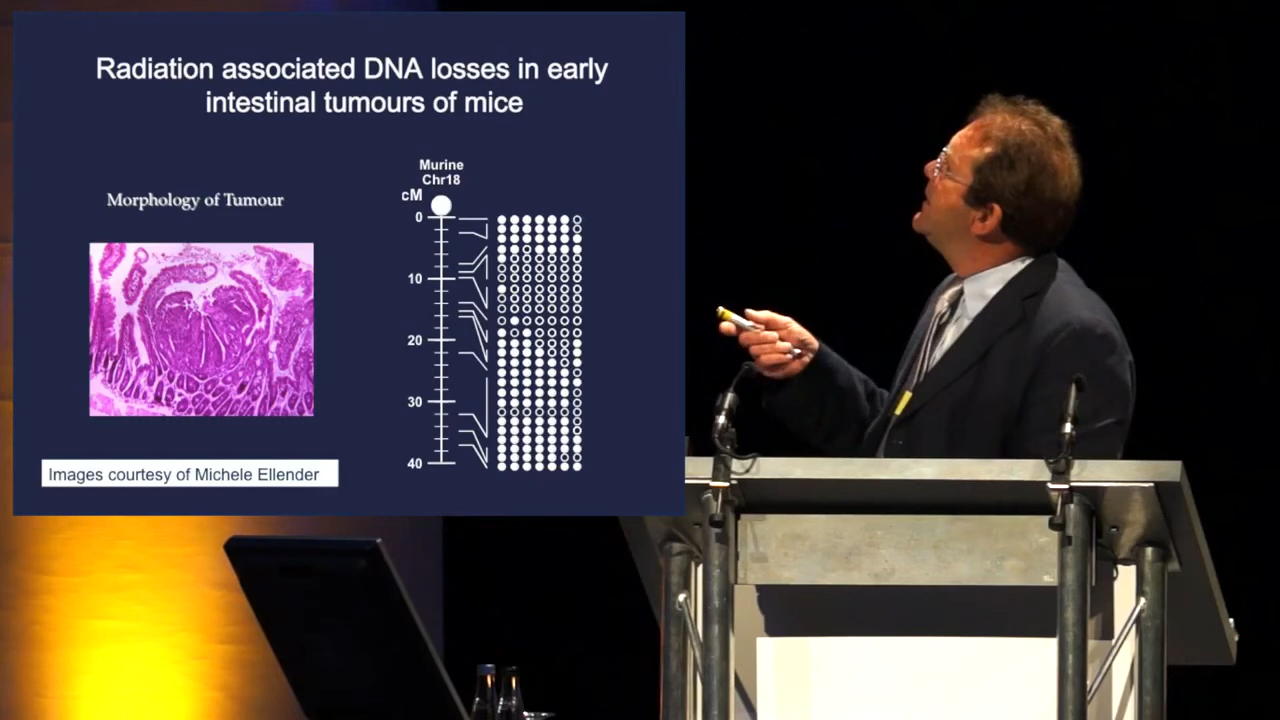 Radiation associated DNA losses in early
intestinal tumours of mice
Morphology of Tumour
Murine
Chr18
cM
0
10
20
30
40
Images courtesy of Michele Ellender